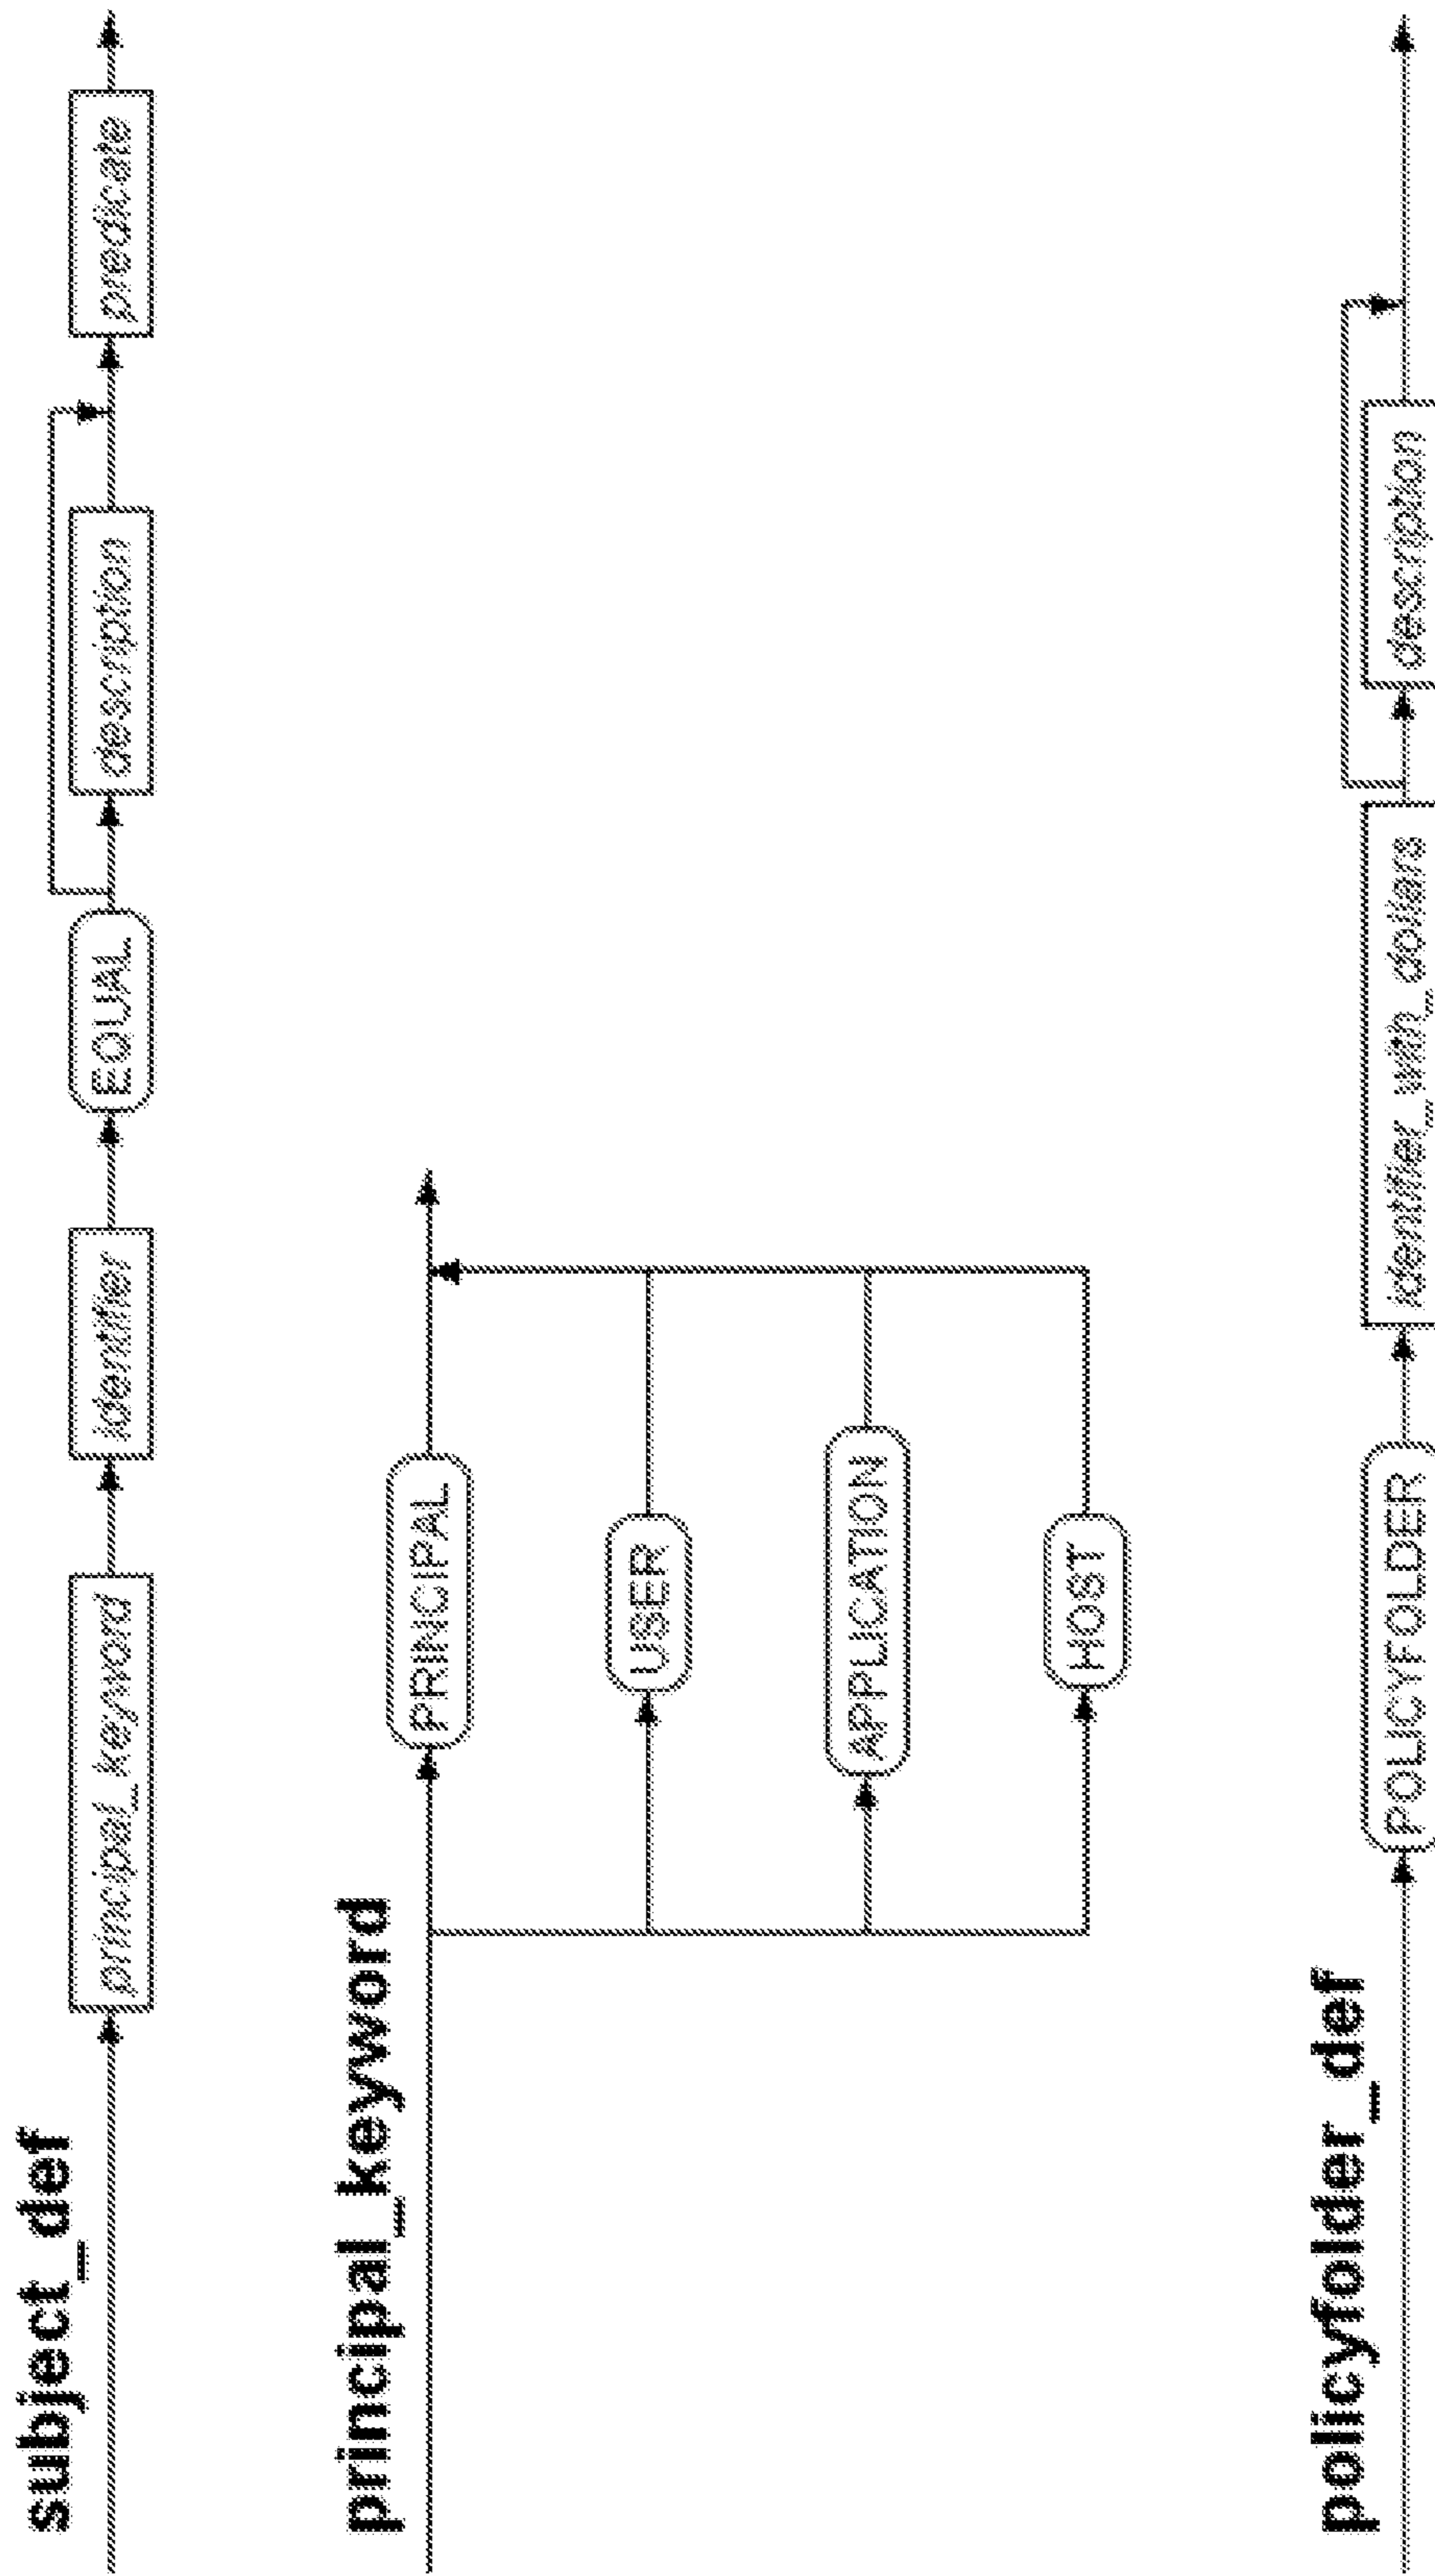 subject_def
principal_keyword
identifier
EQUAL
description
predicate
principal_keyword
PRINCIPAL
USER
APPLICATION
HOST
policyfolder_def
POLICYFOLDER
identifier_with_dollars
description